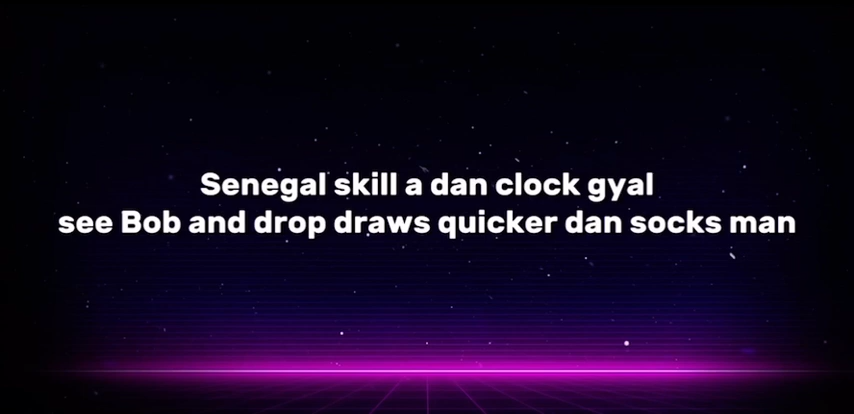 Senegal skill a dan clock gyal
see Bob and drop draws quicker dan socks man